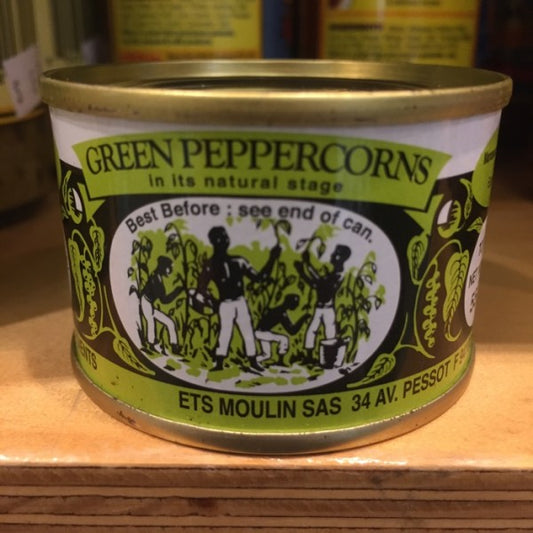 GREEN PEPPERCORNS
in its natural stage
Best Before : see end of can.
ETS MOULIN SAS 34 AV. PESSOT F